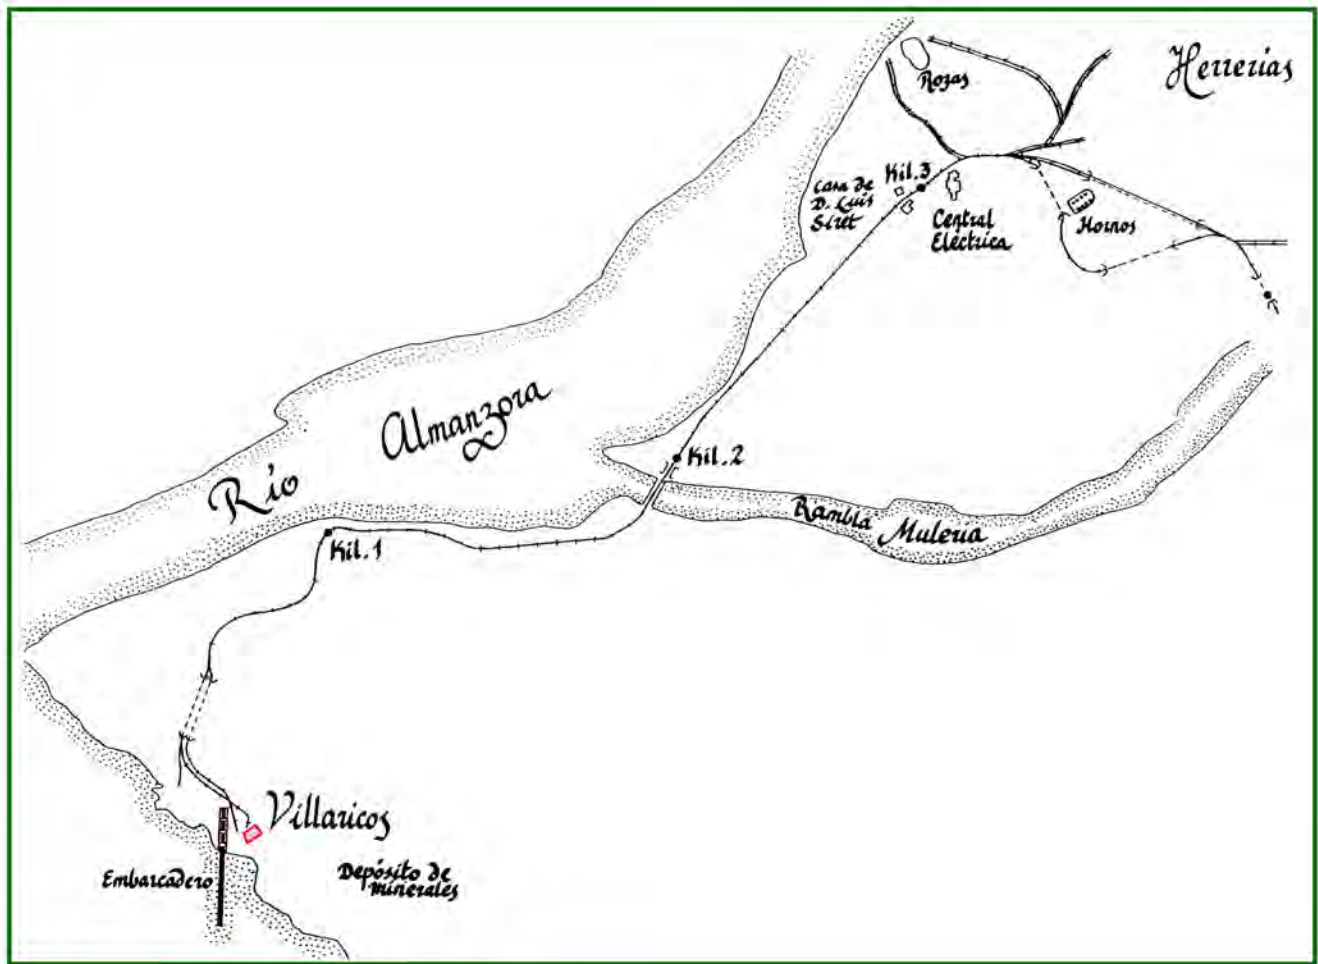 Herrerias
Rozas
Kil.3
Casa de
D. Luis
Siret
Central
Eléctrica
Hornos
Río Almanzora
Kil.2
Rambla Muleria
Kil.1
Villaricos
Embarcadero
Depósito de
minerales